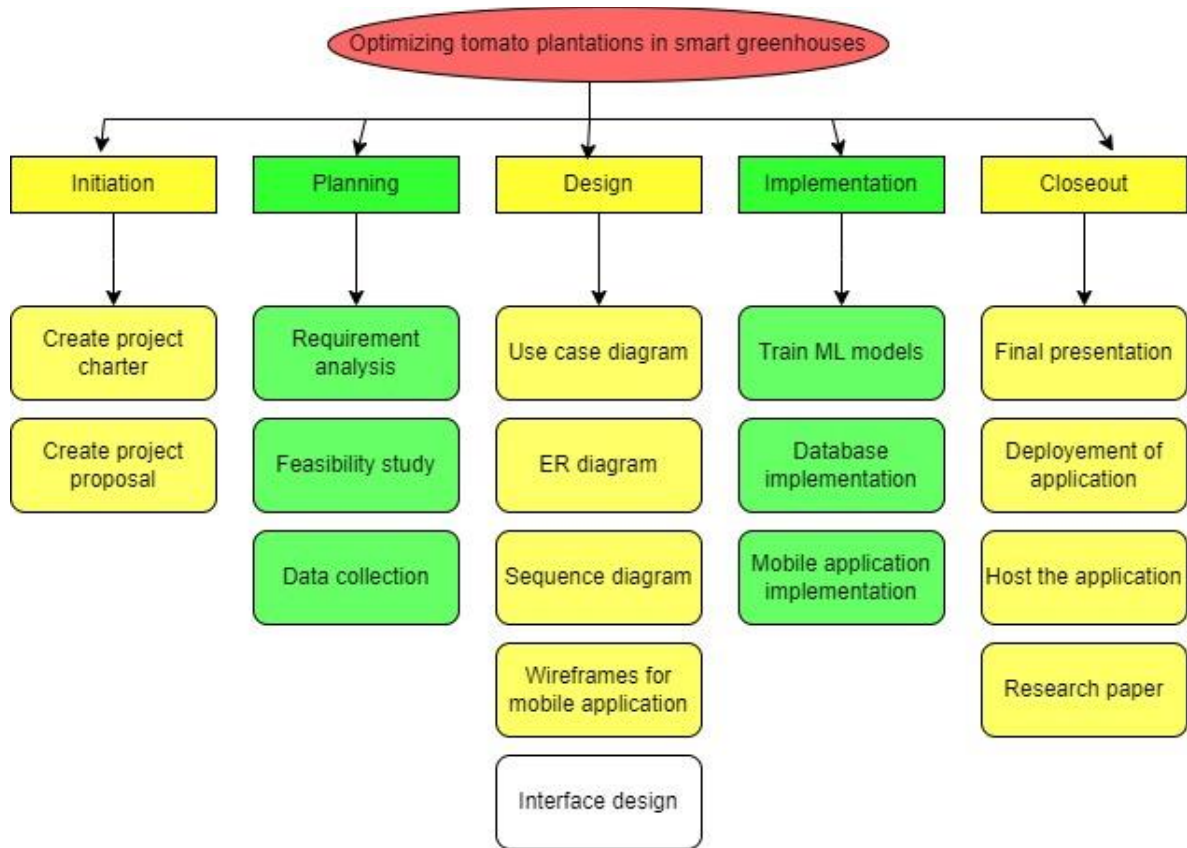 Optimizing tomato plantations in smart greenhouses
Initiation
Planning
Design
Implementation
Closeout
Create project
charter
Create project
proposal
Requirement
analysis
Feasibility study
Data collection
Use case diagram
ER diagram
Sequence diagram
Wireframes for
mobile application
Interface design
Train ML models
Database
implementation
Mobile application
implementation
Final presentation
Deployement of
application
Host the application
Research paper